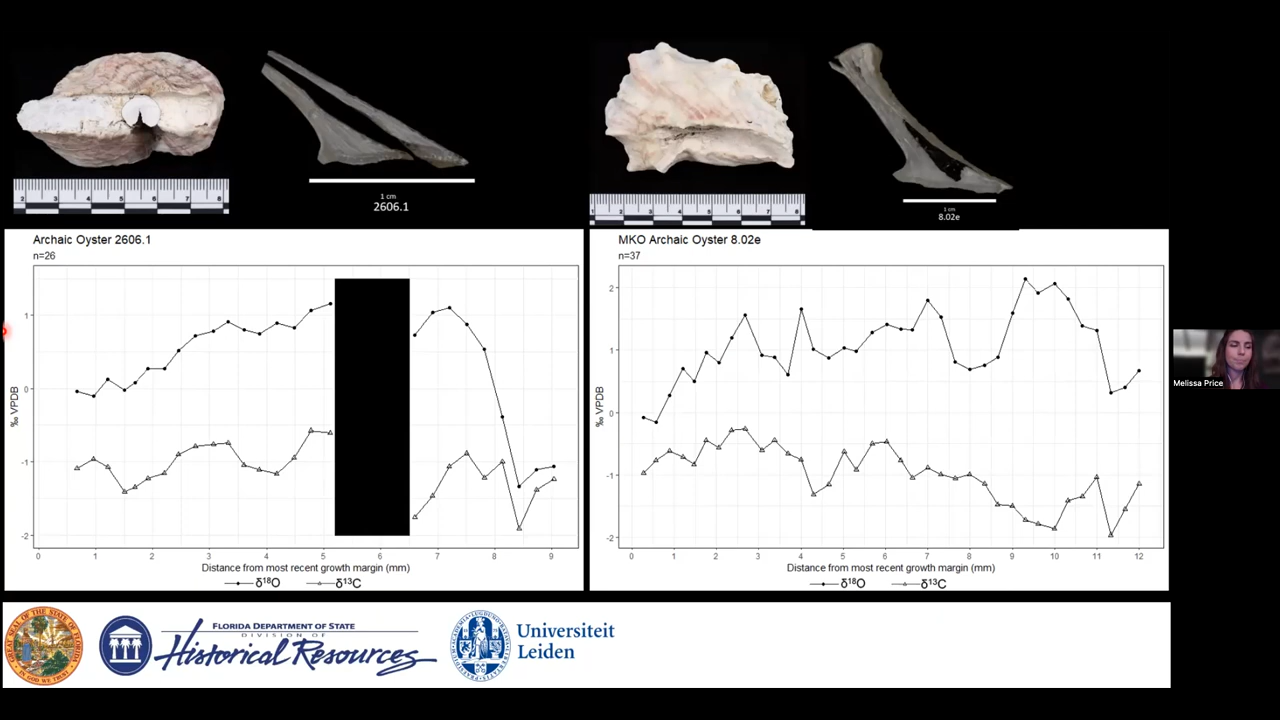 1 cm
2606.1
1 cm
8.02e
Archaic Oyster 2606.1
n=26
‰ VPDB
1
0
-1
-2
0 1 2 3 4 5 6 7 8 9
Distance from most recent growth margin (mm)
δ¹⁸O δ¹³C
MKO Archaic Oyster 8.02e
n=37
‰ VPDB
2
1
0
-1
-2
0 1 2 3 4 5 6 7 8 9 10 11 12
Distance from most recent growth margin (mm)
δ¹⁸O δ¹³C
Melissa Price
FLORIDA DEPARTMENT OF STATE
DIVISION OF
Historical Resources
Universiteit
Leiden